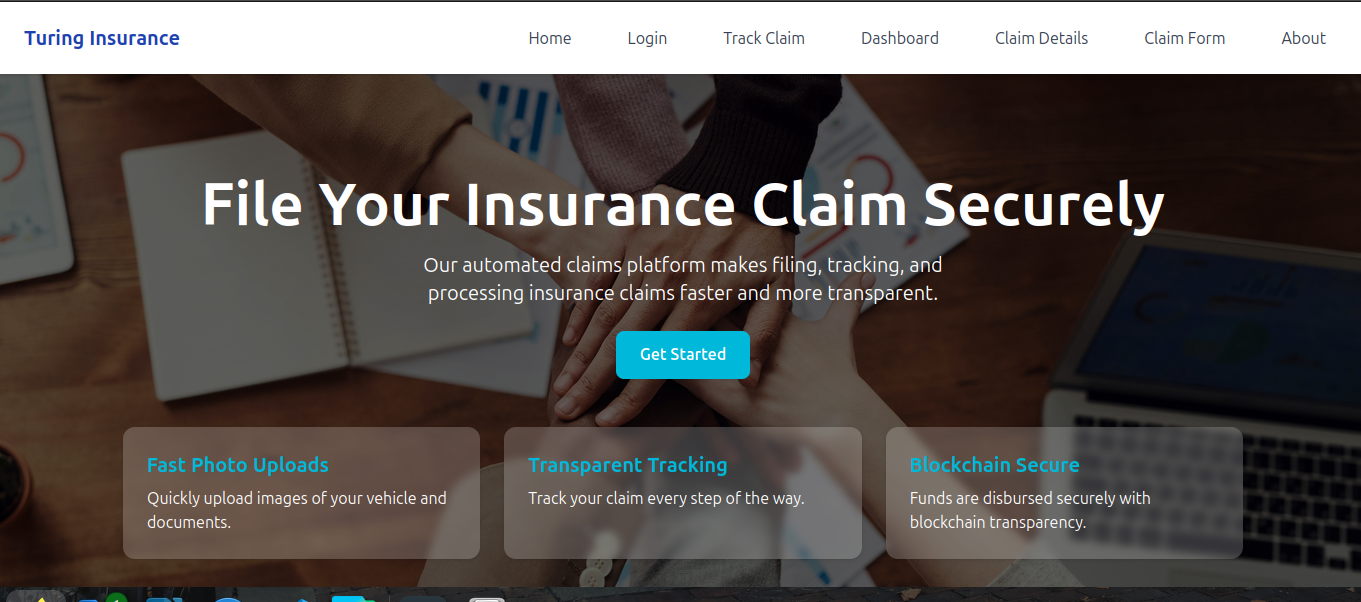 Turing Insurance
Home Login Track Claim Dashboard Claim Details Claim Form About
File Your Insurance Claim Securely
Our automated claims platform makes filing, tracking, and
processing insurance claims faster and more transparent.
Get Started
Fast Photo Uploads
Quickly upload images of your vehicle and
documents.
Transparent Tracking
Track your claim every step of the way.
Blockchain Secure
Funds are disbursed securely with
blockchain transparency.